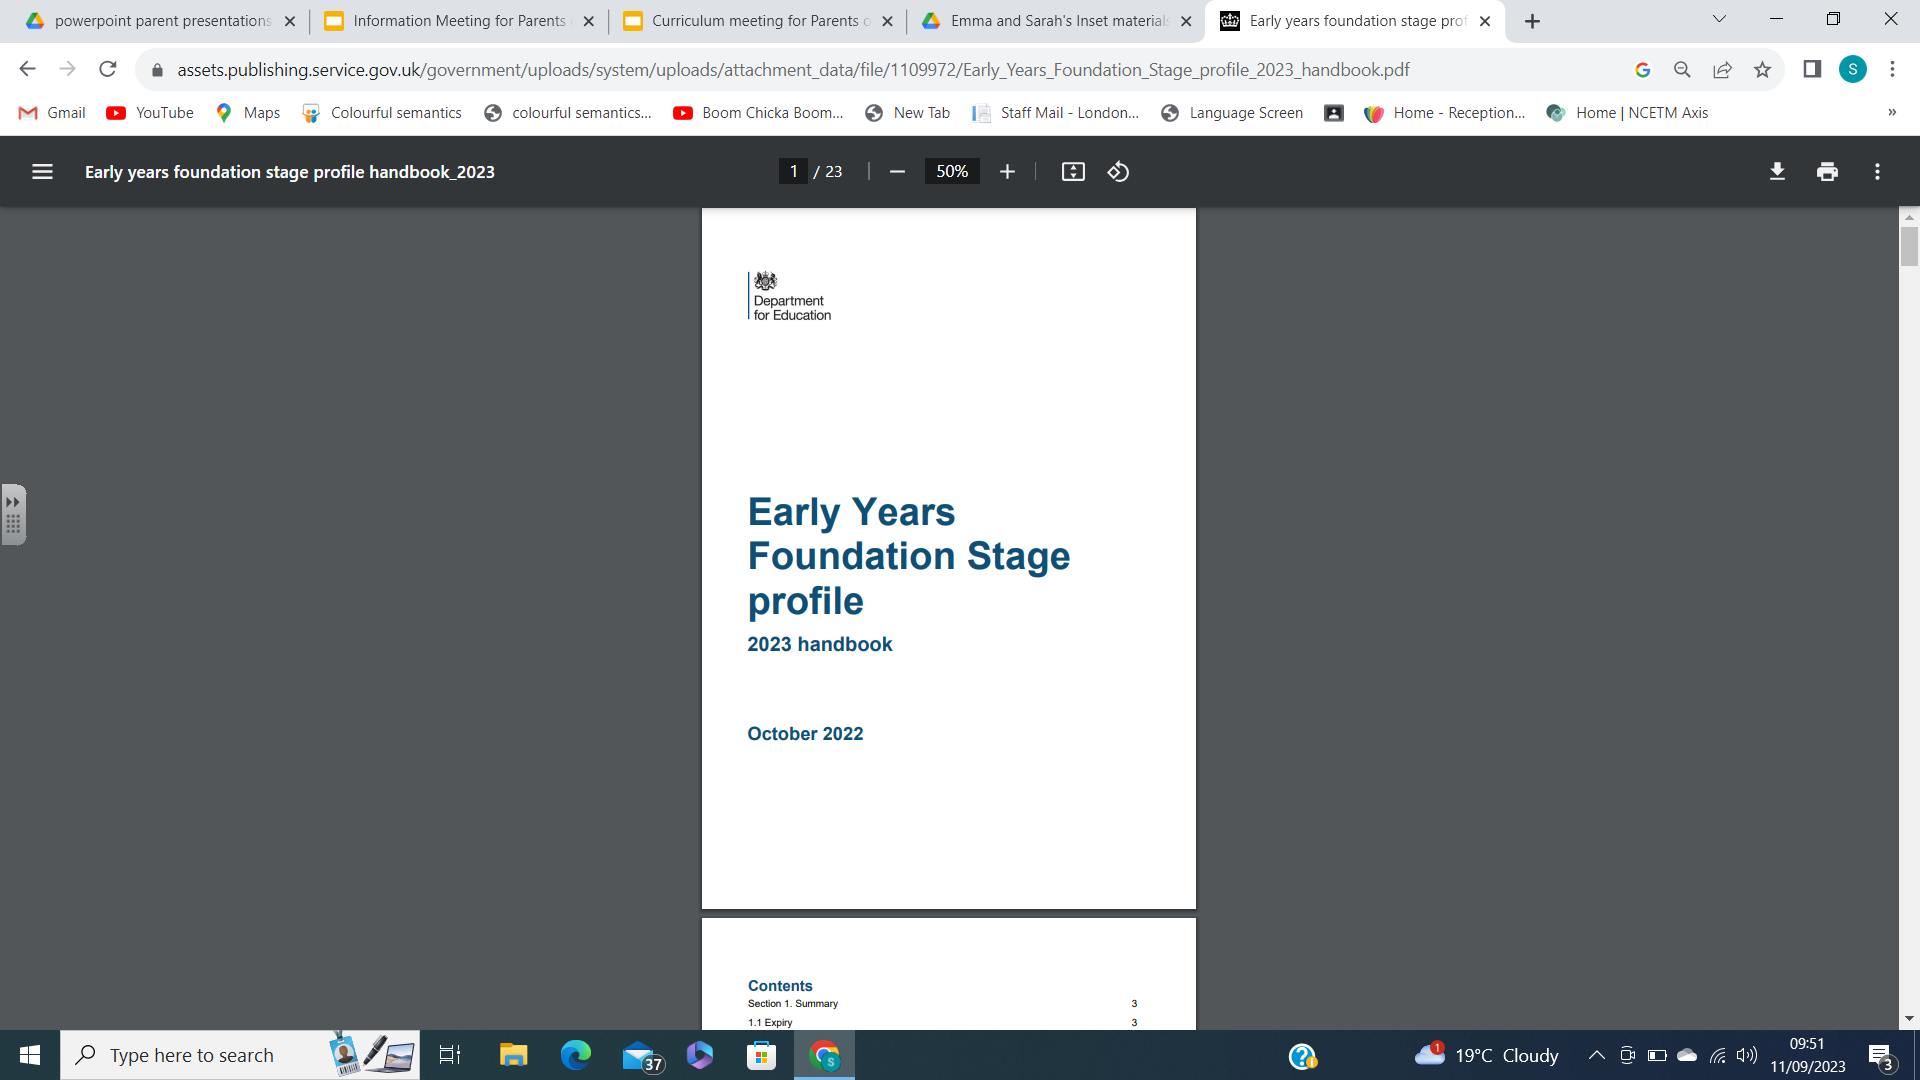 powerpoint parent presentations
Information Meeting for Parents
Curriculum meeting for Parents o
Emma and Sarah's Inset materials
Early years foundation stage prof
assets.publishing.service.gov.uk/government/uploads/system/uploads/attachment_data/file/1109972/Early_Years_Foundation_Stage_profile_2023_handbook.pdf
S
Gmail
YouTube
Maps
Colourful semantics
colourful semantics...
Boom Chicka Boom...
New Tab
Staff Mail - London...
Language Screen
Home - Reception...
Home | NCETM Axis
»
Early years foundation stage profile handbook_2023
1 / 23
50%
Department
for Education
Early Years
Foundation Stage
profile
2023 handbook
October 2022
Contents
Section 1. Summary 3
1.1 Expiry 3
Type here to search
37
S
1
19°C Cloudy
09:51
11/09/2023
3